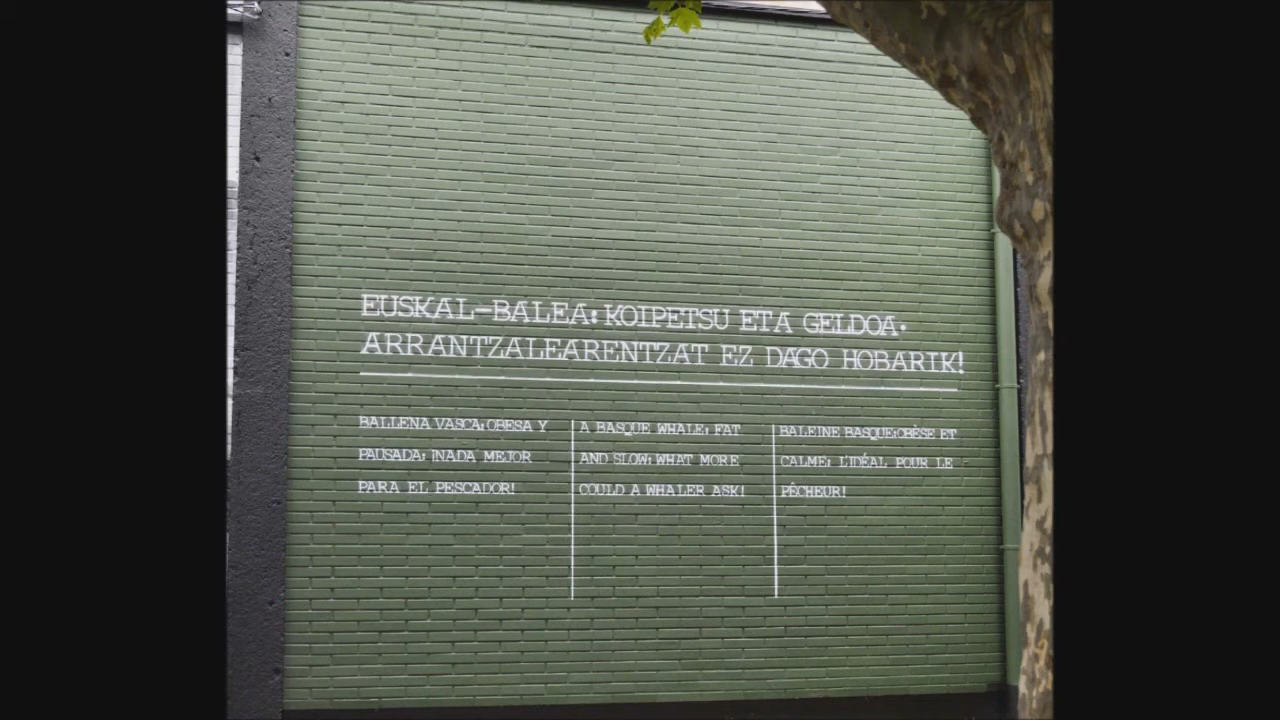 EUSKAL-BALEA: KOIPETSU ETA GELDOA.
ARRANTZALEARENTZAT EZ DAGO HOBARIK!
BALLENA VASCA: OBESA Y
PAUSADA: ¡NADA MEJOR
PARA EL PESCADOR!
A BASQUE WHALE: FAT
AND SLOW: WHAT MORE
COULD A WHALER ASK!
BALEINE BASQUE: OBÈSE ET
CALME: L'IDÉAL POUR LE
PÊCHEUR!